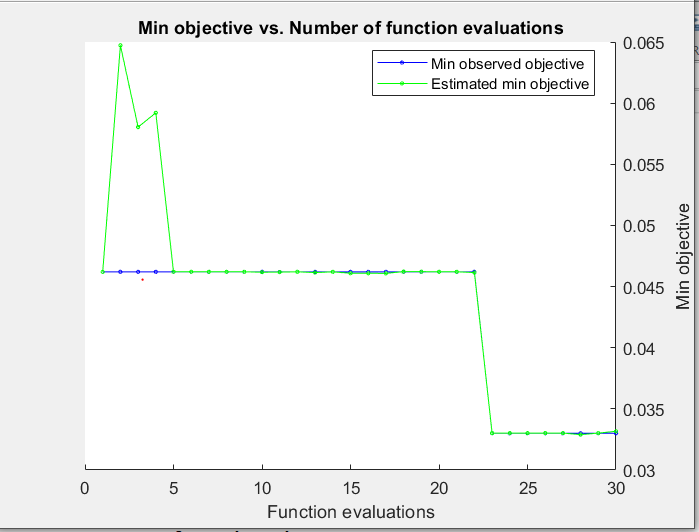 Min objective vs. Number of function evaluations
Min observed objective
Estimated min objective
0.065
0.06
0.055
0.05
0.045
0.04
0.035
0.03
Min objective
0 5 10 15 20 25 30
Function evaluations